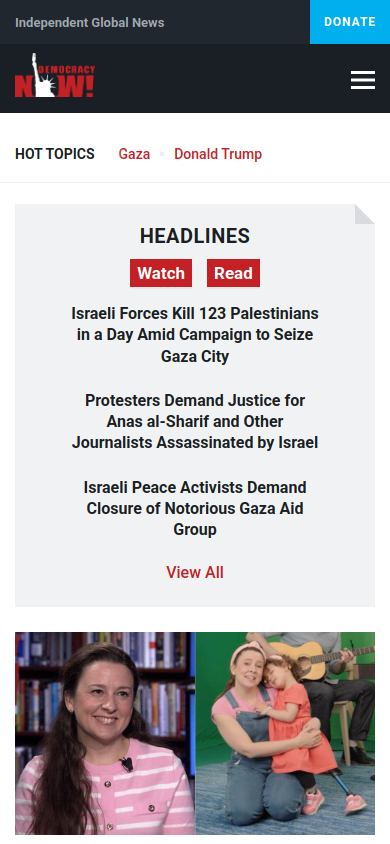 Independent Global News
DONATE
DEMOCRACY
NOW!
HOT TOPICS
Gaza
Donald Trump
HEADLINES
Watch
Read
Israeli Forces Kill 123 Palestinians
in a Day Amid Campaign to Seize
Gaza City
Protesters Demand Justice for
Anas al-Sharif and Other
Journalists Assassinated by Israel
Israeli Peace Activists Demand
Closure of Notorious Gaza Aid
Group
View All